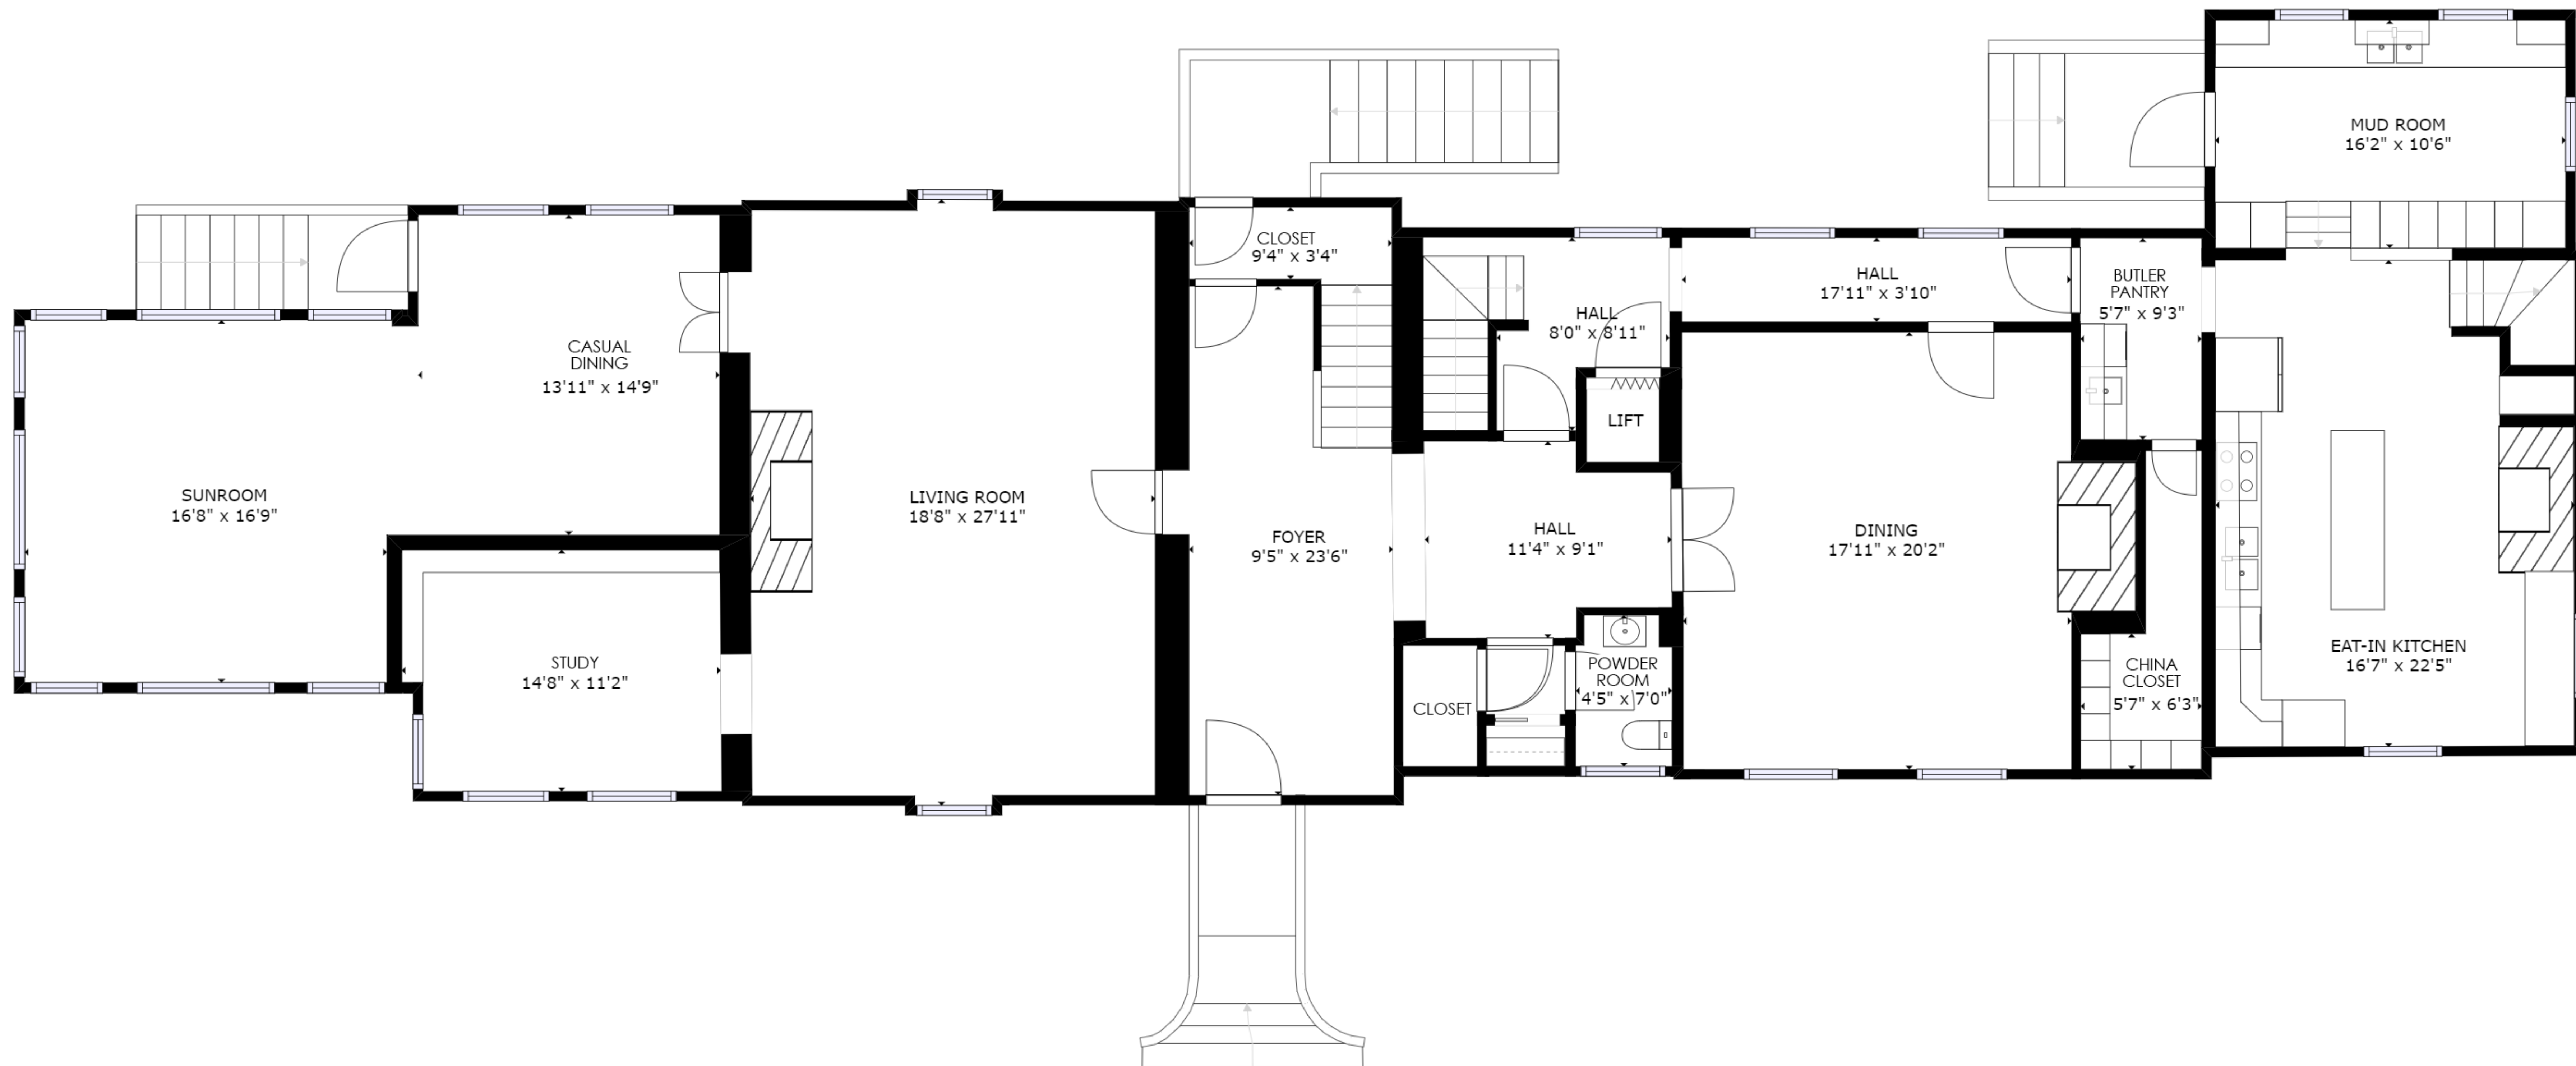 MUD ROOM
16'2" x 10'6"
CLOSET
9'4" x 3'4"
HALL
17'11" x 3'10"
BUTLER
PANTRY
5'7" x 9'3"
HALL
8'0" x 8'11"
CASUAL
DINING
13'11" x 14'9"
LIFT
SUNROOM
16'8" x 16'9"
LIVING ROOM
18'8" x 27'11"
FOYER
9'5" x 23'6"
HALL
11'4" x 9'1"
DINING
17'11" x 20'2"
STUDY
14'8" x 11'2"
CLOSET
POWDER
ROOM
4'5" x 7'0"
CHINA
CLOSET
5'7" x 6'3"
EAT-IN KITCHEN
16'7" x 22'5"